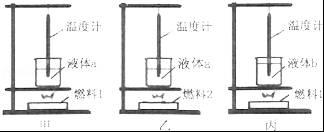 温度计 温度计 温度计
液体a 液体a 液体b
燃料1 燃料2 燃料1
甲 乙 丙